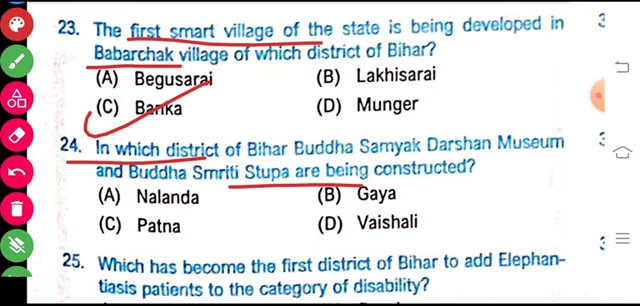 23. The first smart village of the state is being developed in
Babarchak village of which district of Bihar?
(A) Begusarai (B) Lakhisarai
(C) Banka (D) Munger
24. In which district of Bihar Buddha Samyak Darshan Museum
and Buddha Smriti Stupa are being constructed?
(A) Nalanda (B) Gaya
(C) Patna (D) Vaishali
25. Which has become the first district of Bihar to add Elephan-
tiasis patients to the category of disability?